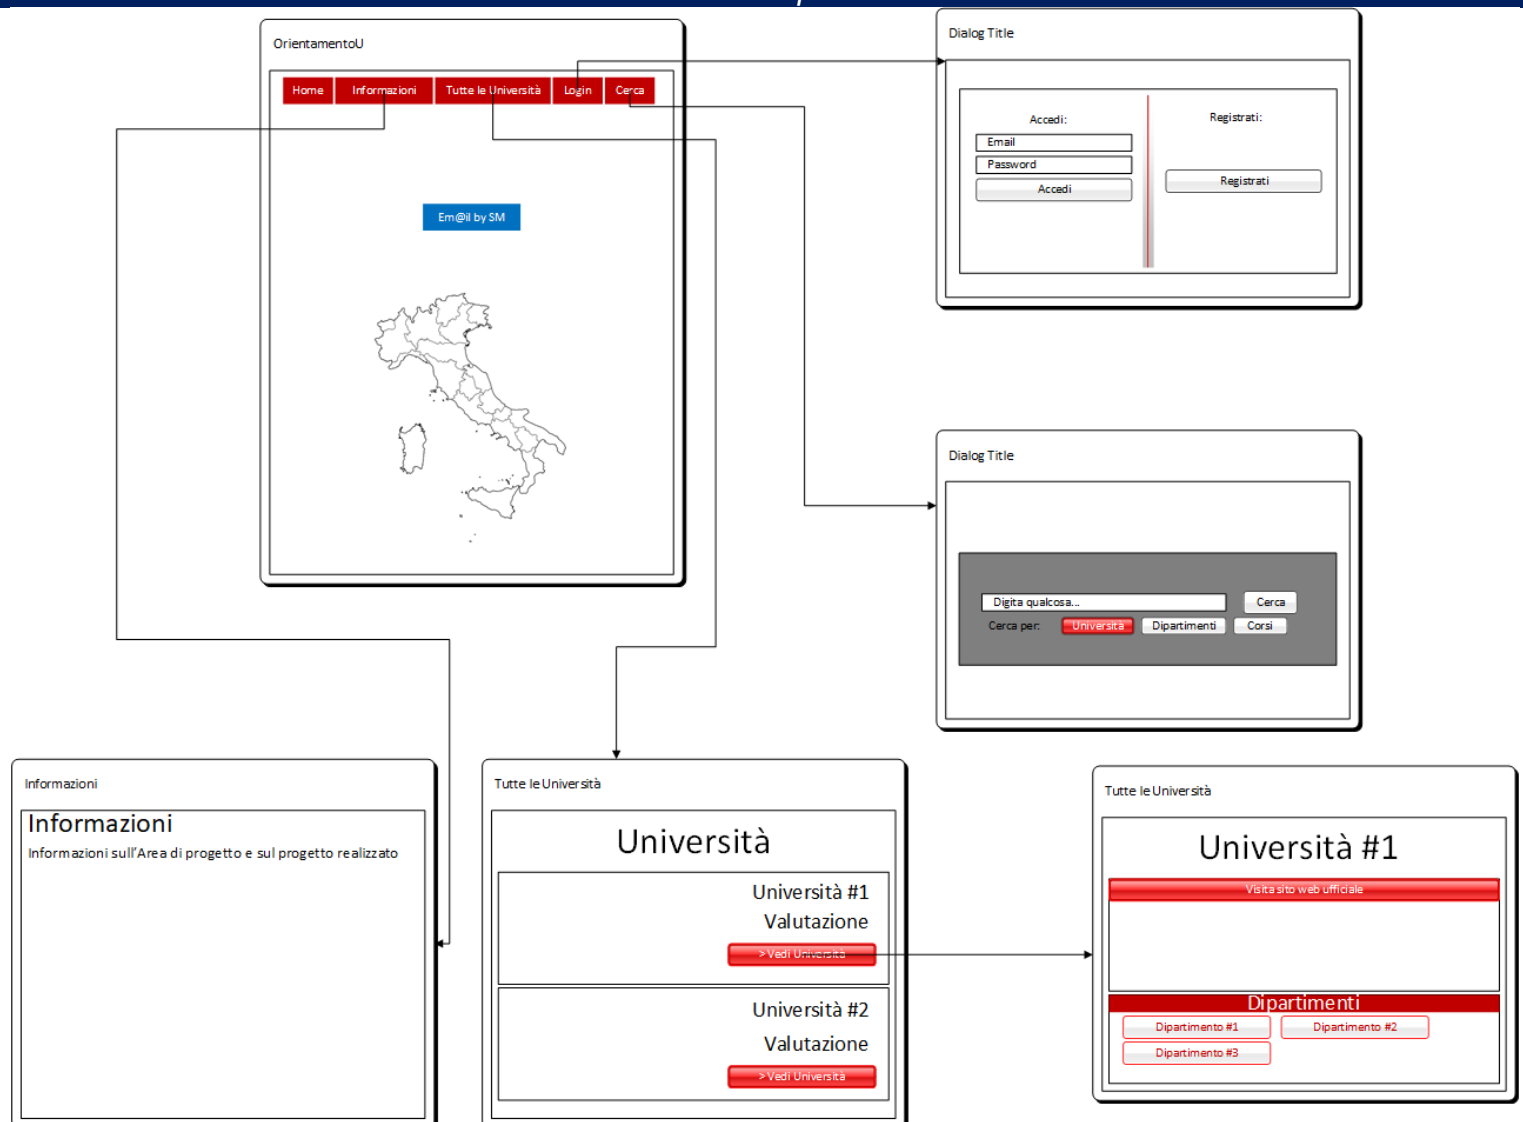 OrientamentoU
Home Informazioni Tutte le Università Login Cerca
Em@il by SM
Dialog Title
Accedi:
Email
Password
Accedi
Registrati:
Registrati
Dialog Title
Digita qualcosa... Cerca
Cerca per: Università Dipartimenti Corsi
Informazioni
Informazioni
Informazioni sull'Area di progetto e sul progetto realizzato
Tutte le Università
Università
Università #1
Valutazione
> Vedi Università
Università #2
Valutazione
> Vedi Università
Tutte le Università
Università #1
Visita sito web ufficiale
Dipartimenti
Dipartimento #1 Dipartimento #2
Dipartimento #3